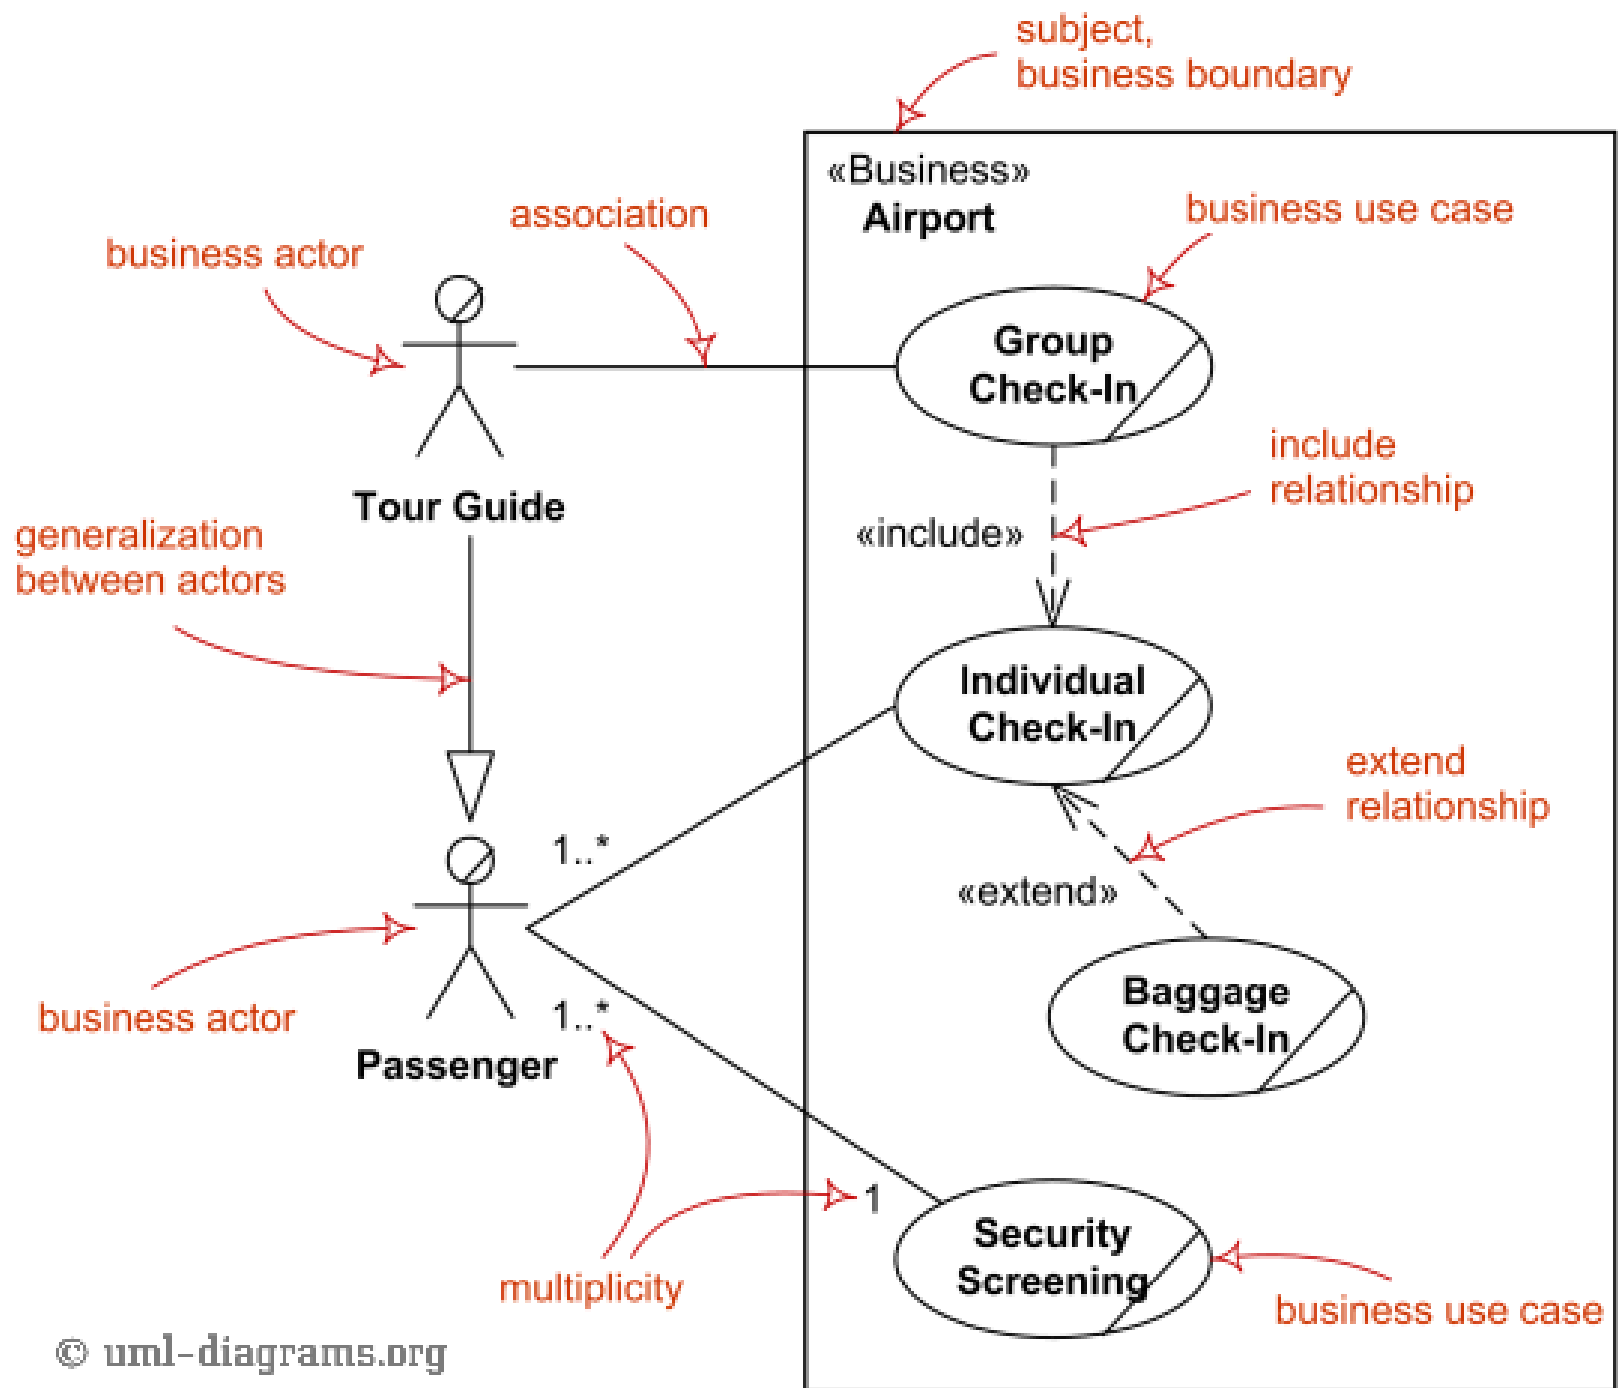 subject,
business boundary
«Business»
Airport
business use case
association
business actor
Group
Check-In
include
relationship
Tour Guide
«include»
generalization
between actors
Individual
Check-In
extend
relationship
1..*
«extend»
Baggage
Check-In
business actor
1..*
Passenger
1
Security
Screening
multiplicity
business use case
© uml-diagrams.org